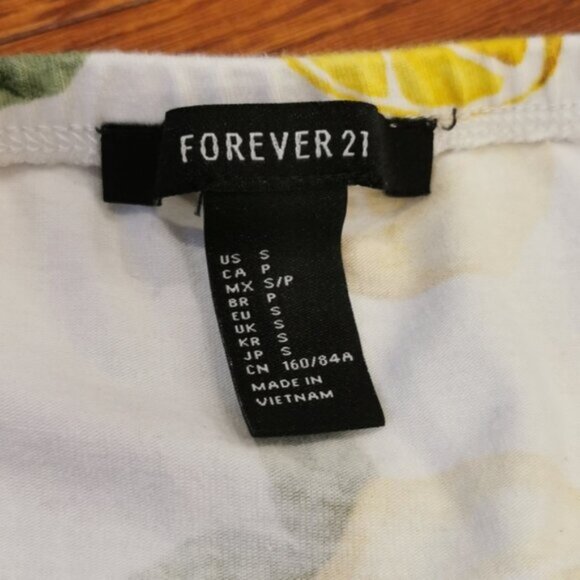 FOREVER 21
US S
CA P
MX S/P
BR P
EU S
UK S
KR S
JP S
CN 160/84A
MADE IN
VIETNAM